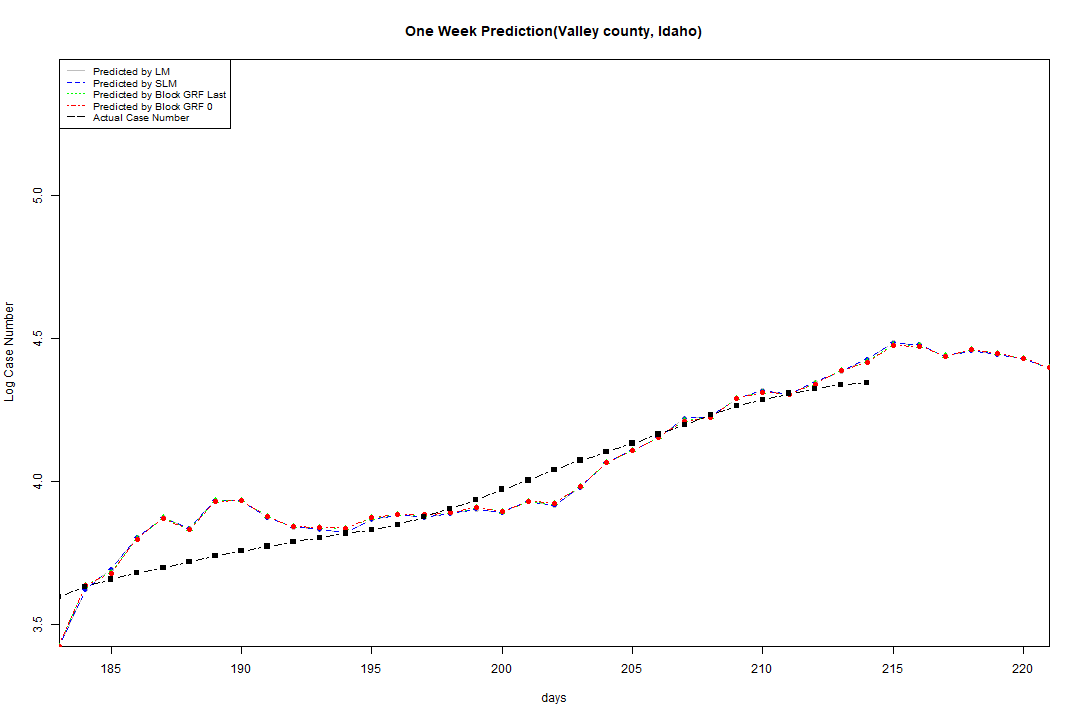 One Week Prediction(Valley county, Idaho)
Predicted by LM
Predicted by SLM
Predicted by Block GRF Last
Predicted by Block GRF 0
Actual Case Number
5.0
4.5
4.0
3.5
Log Case Number
185 190 195 200 205 210 215 220
days